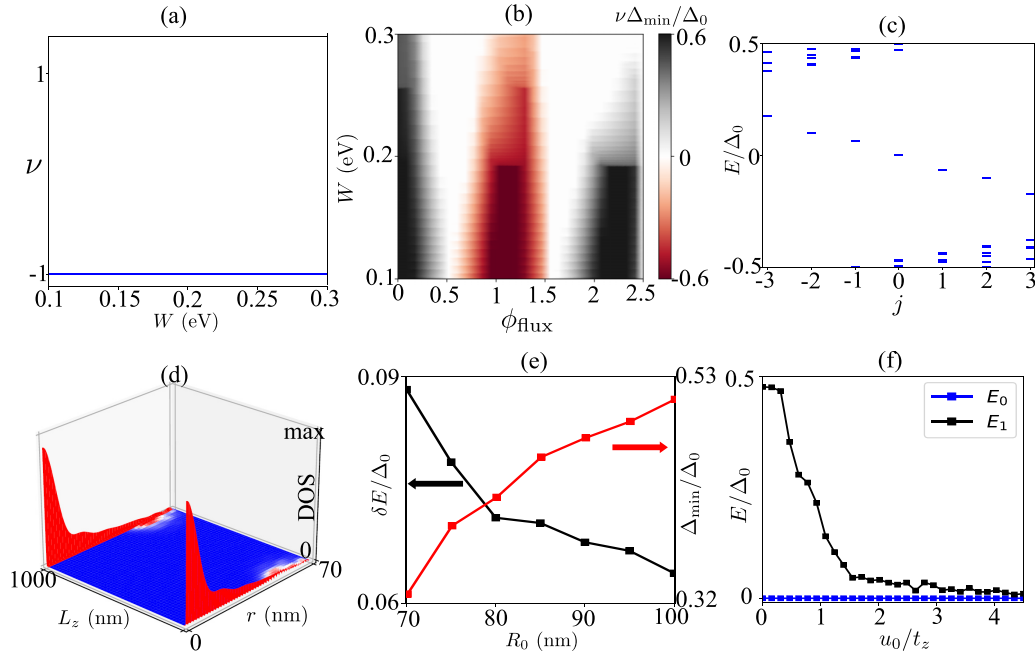 (a)
1
ν
-1
0.1 0.15 0.2 0.25 0.3
W (eV)
(b)
νΔmin/Δ0
0.3
W (eV)
0.2
0.1
0 0.5 1 1.5 2 2.5
ϕflux
0.6
0
-0.6
(c)
0.5
E/Δ0
0
-0.5
-3 -2 -1 0 1 2 3
j
(d)
max
DOS
0
70
1000
Lz (nm)
r (nm)
0
(e)
0.09
δE/Δ0
0.06
70 80 90 100
R0 (nm)
0.53
Δmin/Δ0
0.32
(f)
0.5
E/Δ0
0
0 1 2 3 4
u0/tz
E0
E1